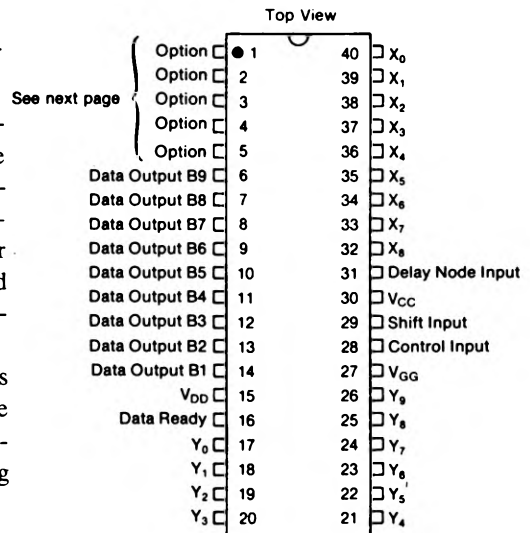 Top View
Option 1 40 X₀
Option 2 39 X₁
See next page Option 3 38 X₂
Option 4 37 X₃
Option 5 36 X₄
Data Output B9 6 35 X₅
Data Output B8 7 34 X₆
Data Output B7 8 33 X₇
Data Output B6 9 32 X₈
Data Output B5 10 31 Delay Node Input
Data Output B4 11 30 VCC
Data Output B3 12 29 Shift Input
Data Output B2 13 28 Control Input
Data Output B1 14 27 VGG
VDD 15 26 Y₉
Data Ready 16 25 Y₈
Y₀ 17 24 Y₇
Y₁ 18 23 Y₆
Y₂ 19 22 Y₅
Y₃ 20 21 Y₄